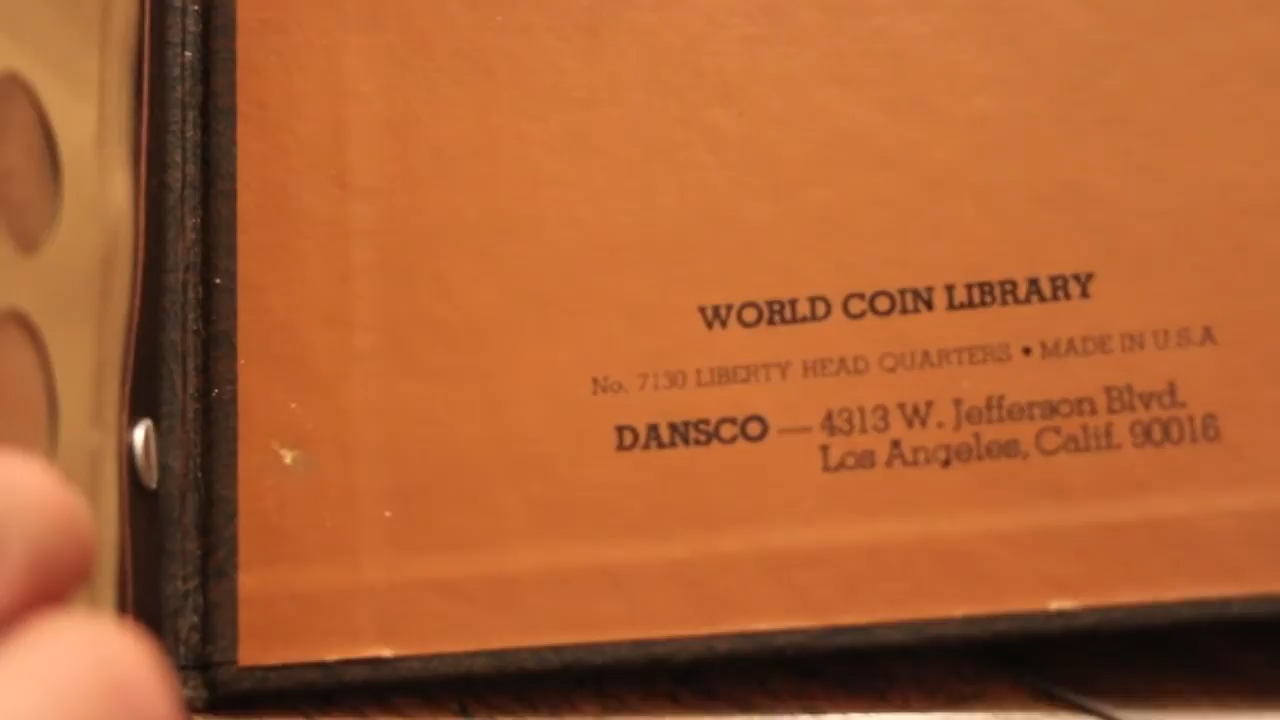 WORLD COIN LIBRARY
No. 7130 LIBERTY HEAD QUARTERS • MADE IN U.S.A
DANSCO — 4313 W. Jefferson Blvd.
Los Angeles, Calif. 90016